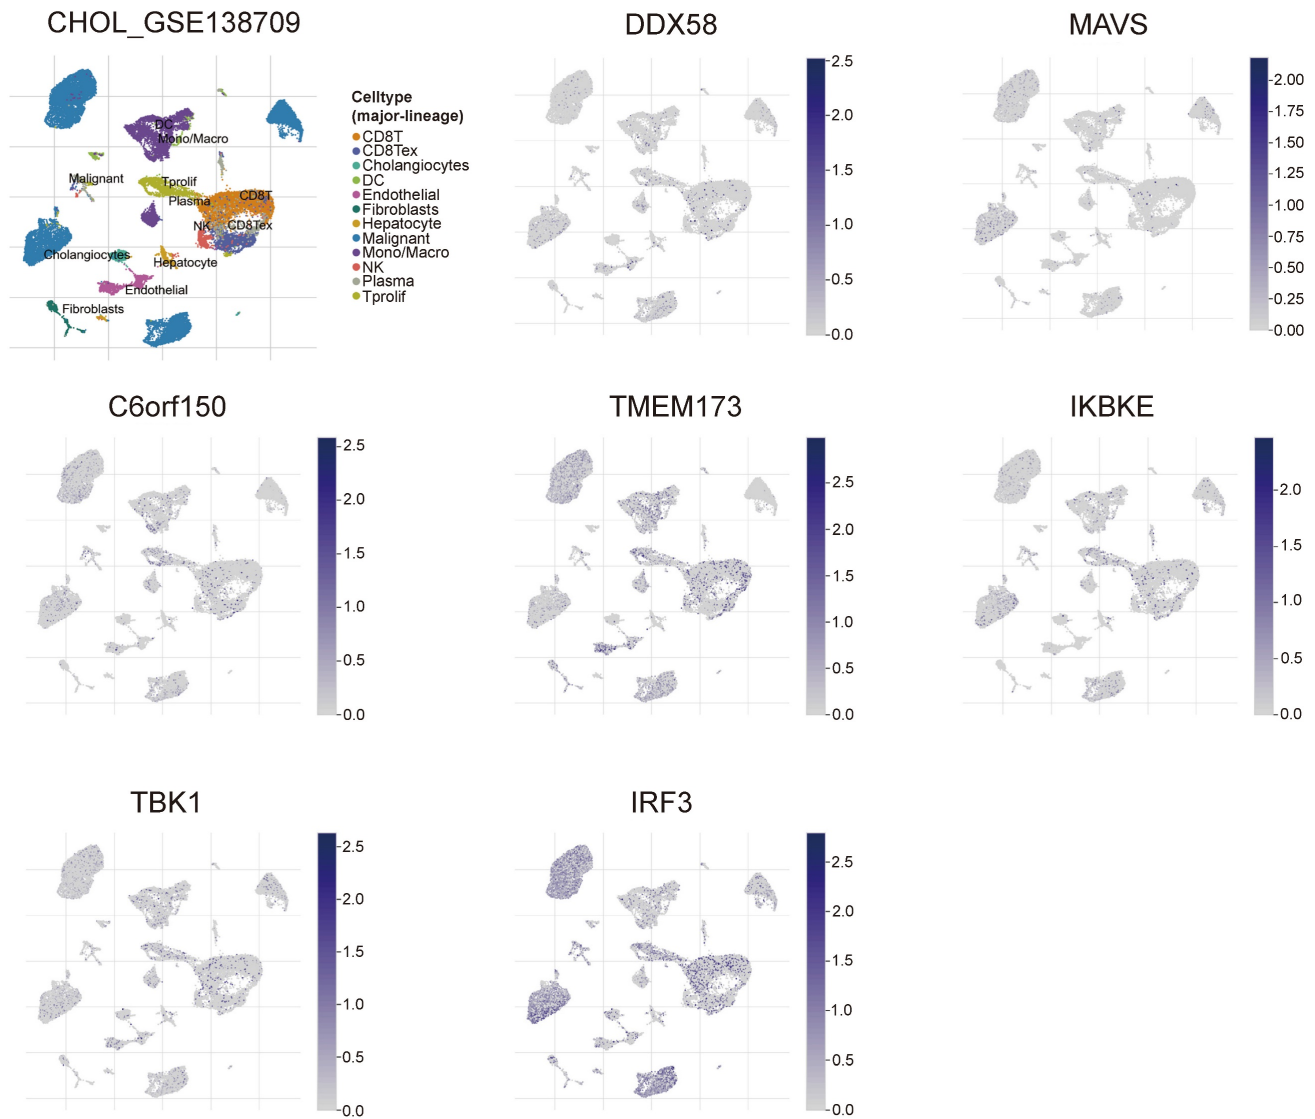 CHOL_GSE138709
DC
Mono/Macro
Malignant
Tprolif
Plasma
CD8T
NK
CD8Tex
Cholangiocytes
Hepatocyte
Endothelial
Fibroblasts
Celltype
(major-lineage)
CD8T
CD8Tex
Cholangiocytes
DC
Endothelial
Fibroblasts
Hepatocyte
Malignant
Mono/Macro
NK
Plasma
Tprolif
DDX58
2.5
2.0
1.5
1.0
0.5
0.0
MAVS
2.00
1.75
1.50
1.25
1.00
0.75
0.50
0.25
0.00
C6orf150
2.5
2.0
1.5
1.0
0.5
0.0
TMEM173
2.5
2.0
1.5
1.0
0.5
0.0
IKBKE
2.0
1.5
1.0
0.5
0.0
TBK1
2.5
2.0
1.5
1.0
0.5
0.0
IRF3
2.5
2.0
1.5
1.0
0.5
0.0